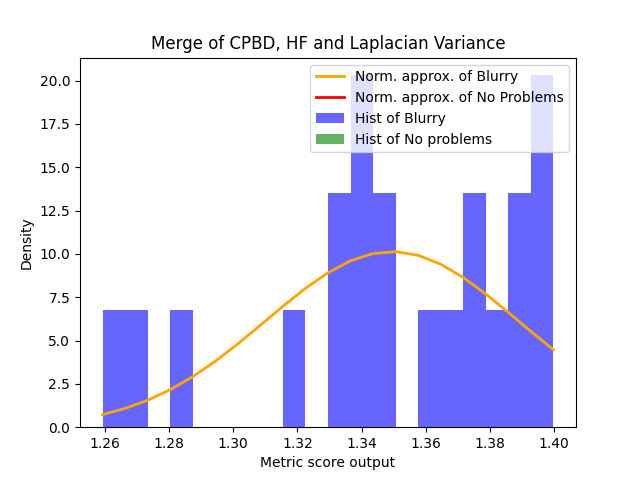 Merge of CPBD, HF and Laplacian Variance
Norm. approx. of Blurry
Norm. approx. of No Problems
Hist of Blurry
Hist of No problems
20.0
17.5
15.0
12.5
10.0
7.5
5.0
2.5
0.0
Density
1.26 1.28 1.30 1.32 1.34 1.36 1.38 1.40
Metric score output